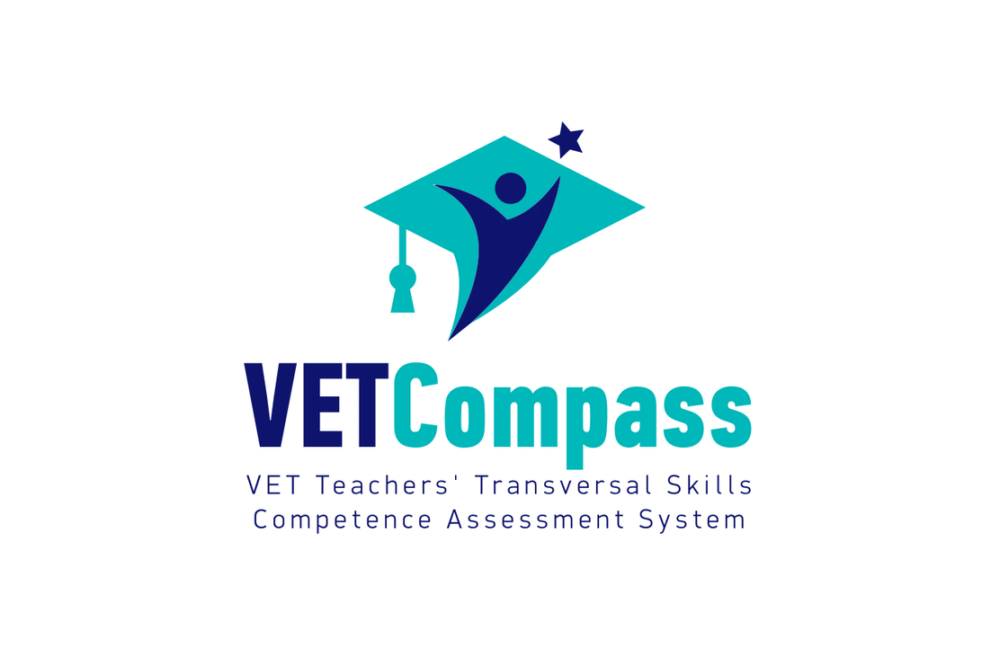 VETCompass
VET Teachers' Transversal Skills
Competence Assessment System